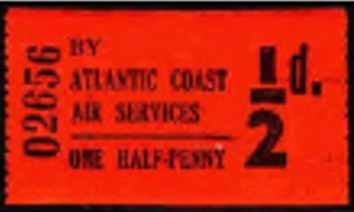 02656
BY
ATLANTIC COAST
AIR SERVICES
ONE HALF-PENNY
1/2d.